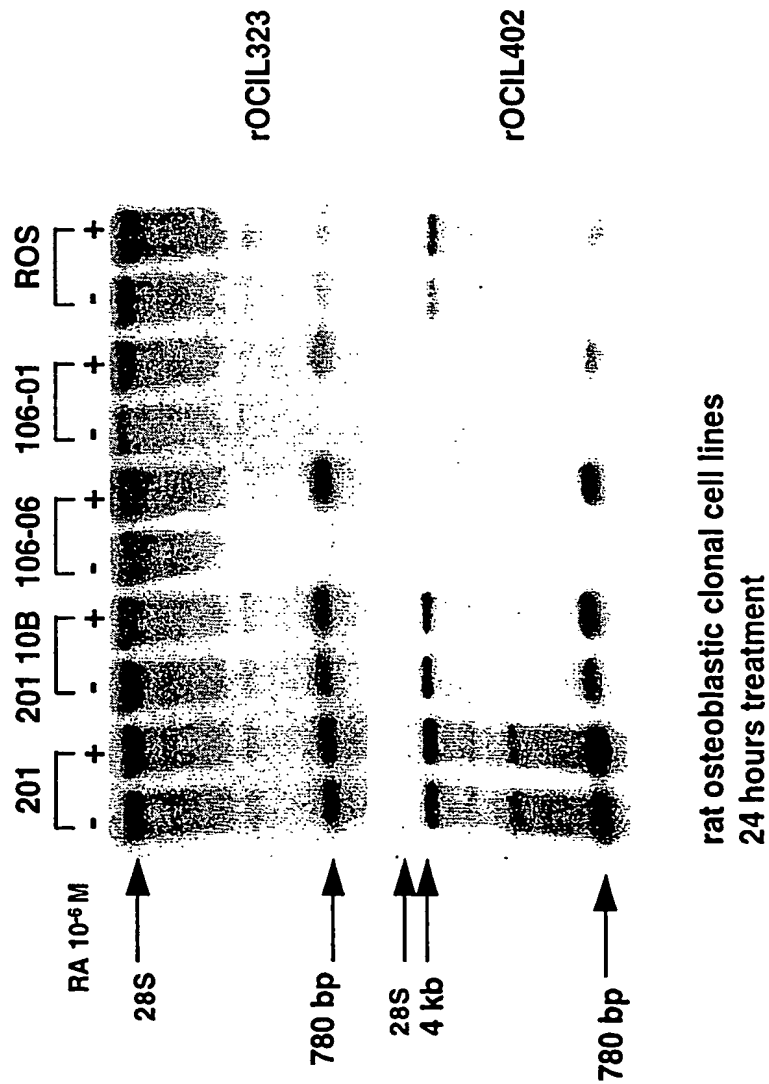 201 201 10B 106-06 106-01 ROS
RA 10⁻⁶ M - + - + - + - + - +
28S
rOCIL323
780 bp
28S
4 kb
rOCIL402
780 bp
rat osteoblastic clonal cell lines
24 hours treatment